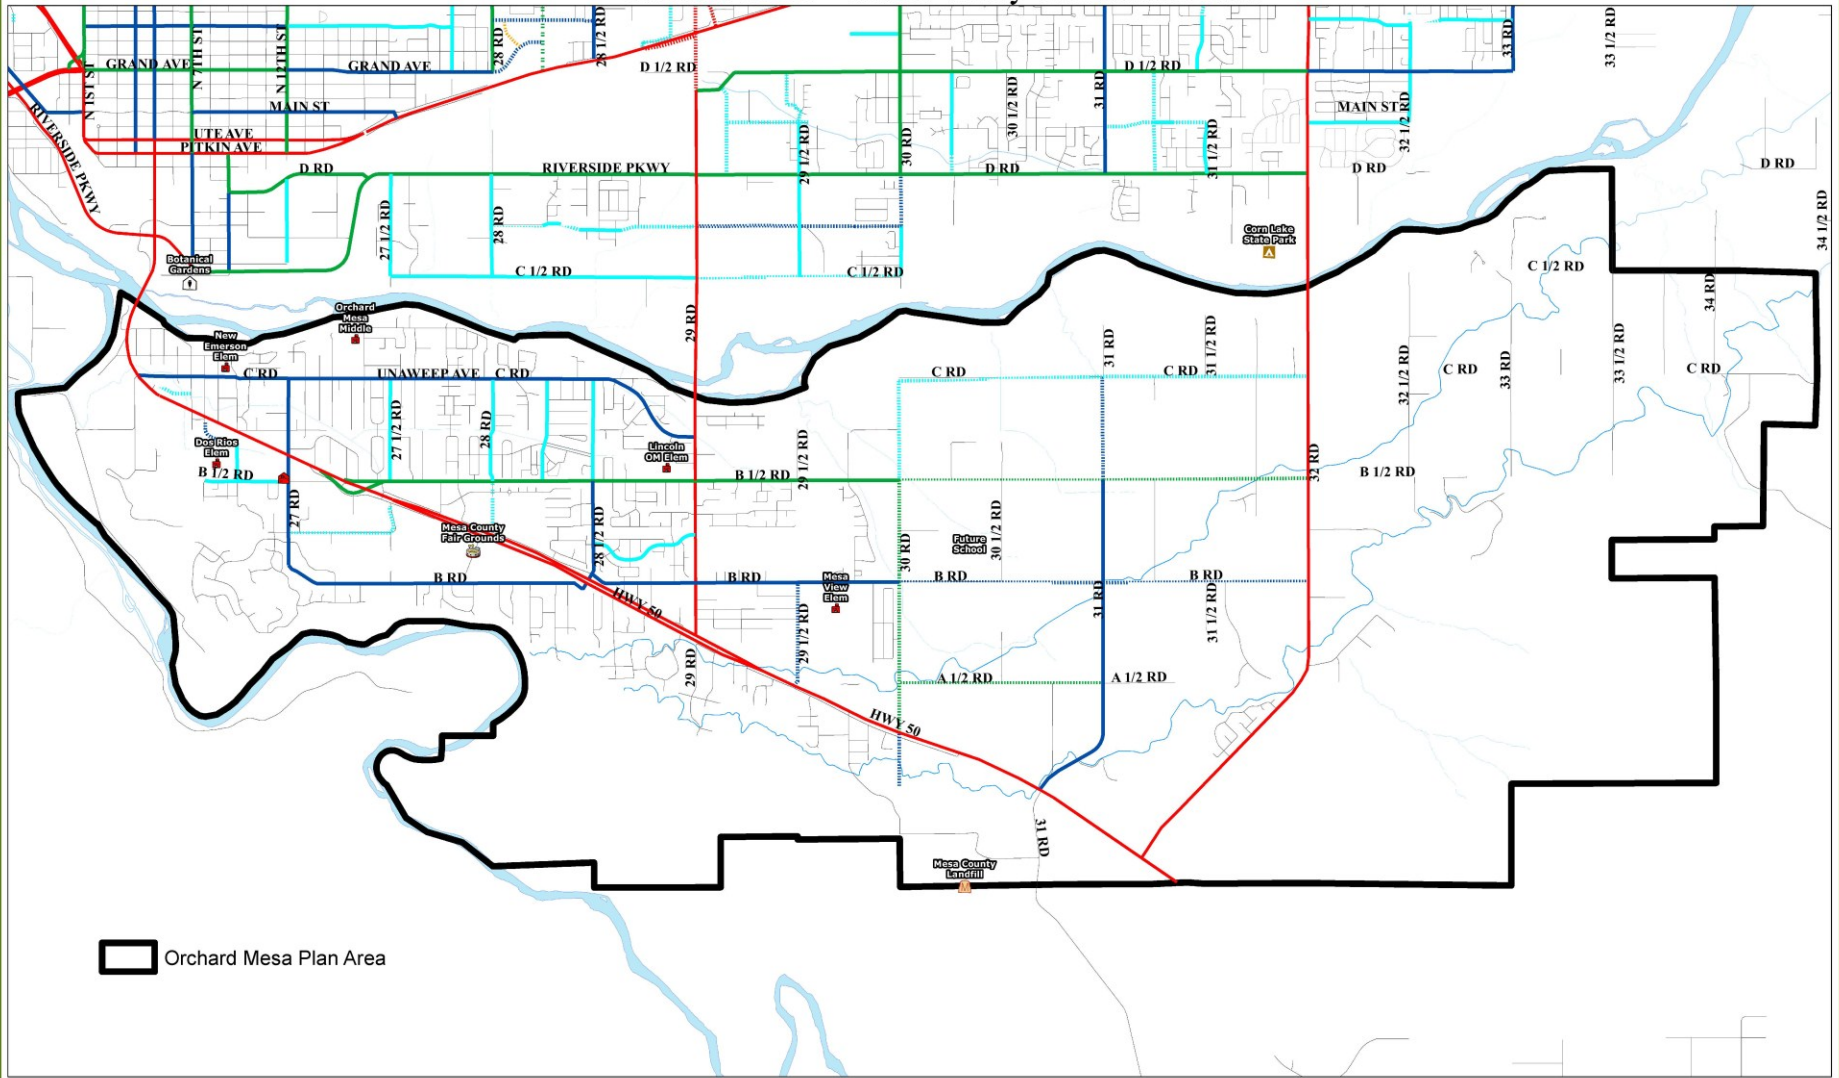 28 RD
28 1/2 RD
33 RD
33 1/2 RD
GRAND AVE
N 7TH ST
N 12TH ST
GRAND AVE
D 1/2 RD
D 1/2 RD
N 1ST ST
MAIN ST
31 RD
30 1/2 RD
MAIN ST
32 1/2 RD
RIVERSIDE PKWY
UTE AVE
PITKIN AVE
29 1/2 RD
30 RD
31 1/2 RD
D RD
RIVERSIDE PKWY
D RD
D RD
D RD
27 1/2 RD
28 RD
34 1/2 RD
Corn Lake
State Park
Botanical
Gardens
C 1/2 RD
C 1/2 RD
C 1/2 RD
34 RD
Orchard
Mesa
Middle
29 RD
New
Emerson
Elem
31 RD
31 1/2 RD
32 1/2 RD
33 RD
33 1/2 RD
C RD
UNAWEEP AVE
C RD
C RD
C RD
C RD
C RD
27 1/2 RD
28 RD
Dos Rios
Elem
Lincoln
OM Elem
29 1/2 RD
32 RD
B 1/2 RD
B 1/2 RD
B 1/2 RD
27 RD
Mesa County
Fair Grounds
28 1/2 RD
30 RD
Future
School
30 1/2 RD
B RD
B RD
B RD
B RD
Mesa
View
Elem
HWY 50
29 1/2 RD
31 RD
31 1/2 RD
29 RD
A 1/2 RD
A 1/2 RD
HWY 50
31 RD
Mesa County
Landfill
Orchard Mesa Plan Area